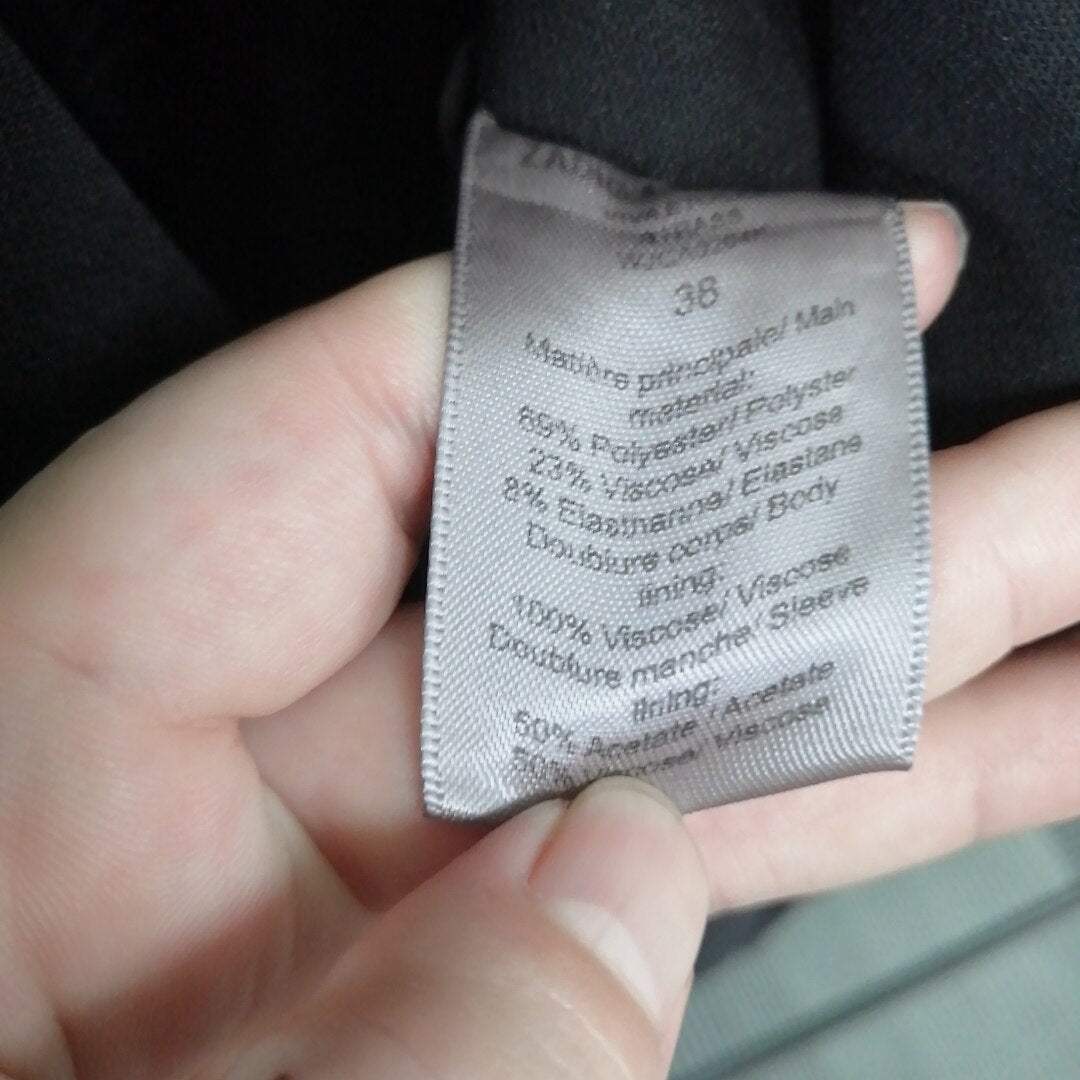 38
Matière principale/ Main
material:
69% Polyester/ Polyster
23% Viscose/ Viscose
8% Elasthanne/ Elastane
Doublure corps/ Body
lining:
100% Viscose/ Viscose
Doublure manche/ Sleeve
lining:
Acetate / Acetate
Viscose